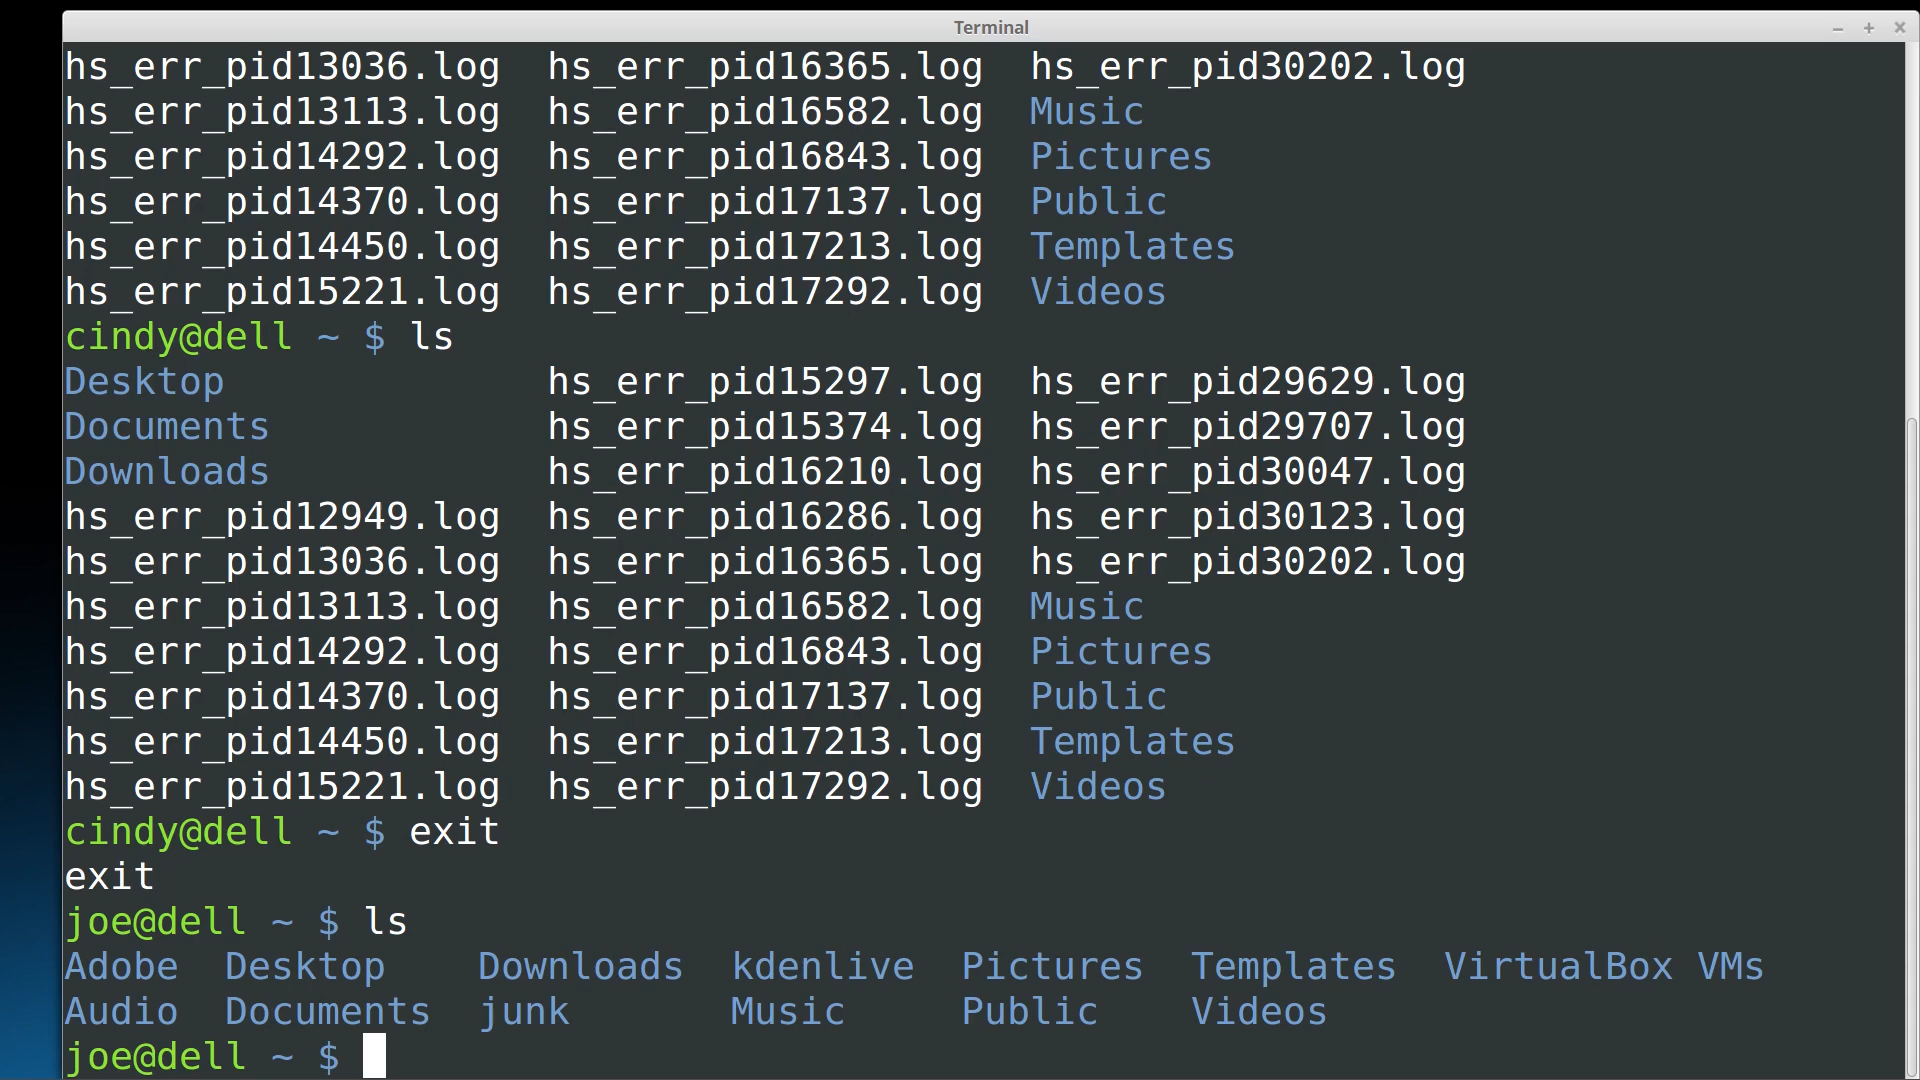 Terminal
hs_err_pid13036.log  hs_err_pid16365.log  hs_err_pid30202.log
hs_err_pid13113.log  hs_err_pid16582.log  Music
hs_err_pid14292.log  hs_err_pid16843.log  Pictures
hs_err_pid14370.log  hs_err_pid17137.log  Public
hs_err_pid14450.log  hs_err_pid17213.log  Templates
hs_err_pid15221.log  hs_err_pid17292.log  Videos
cindy@dell ~ $ ls
Desktop              hs_err_pid15297.log  hs_err_pid29629.log
Documents            hs_err_pid15374.log  hs_err_pid29707.log
Downloads            hs_err_pid16210.log  hs_err_pid30047.log
hs_err_pid12949.log  hs_err_pid16286.log  hs_err_pid30123.log
hs_err_pid13036.log  hs_err_pid16365.log  hs_err_pid30202.log
hs_err_pid13113.log  hs_err_pid16582.log  Music
hs_err_pid14292.log  hs_err_pid16843.log  Pictures
hs_err_pid14370.log  hs_err_pid17137.log  Public
hs_err_pid14450.log  hs_err_pid17213.log  Templates
hs_err_pid15221.log  hs_err_pid17292.log  Videos
cindy@dell ~ $ exit
exit
joe@dell ~ $ ls
Adobe  Desktop    Downloads  kdenlive  Pictures  Templates  VirtualBox VMs
Audio  Documents  junk       Music     Public    Videos
joe@dell ~ $